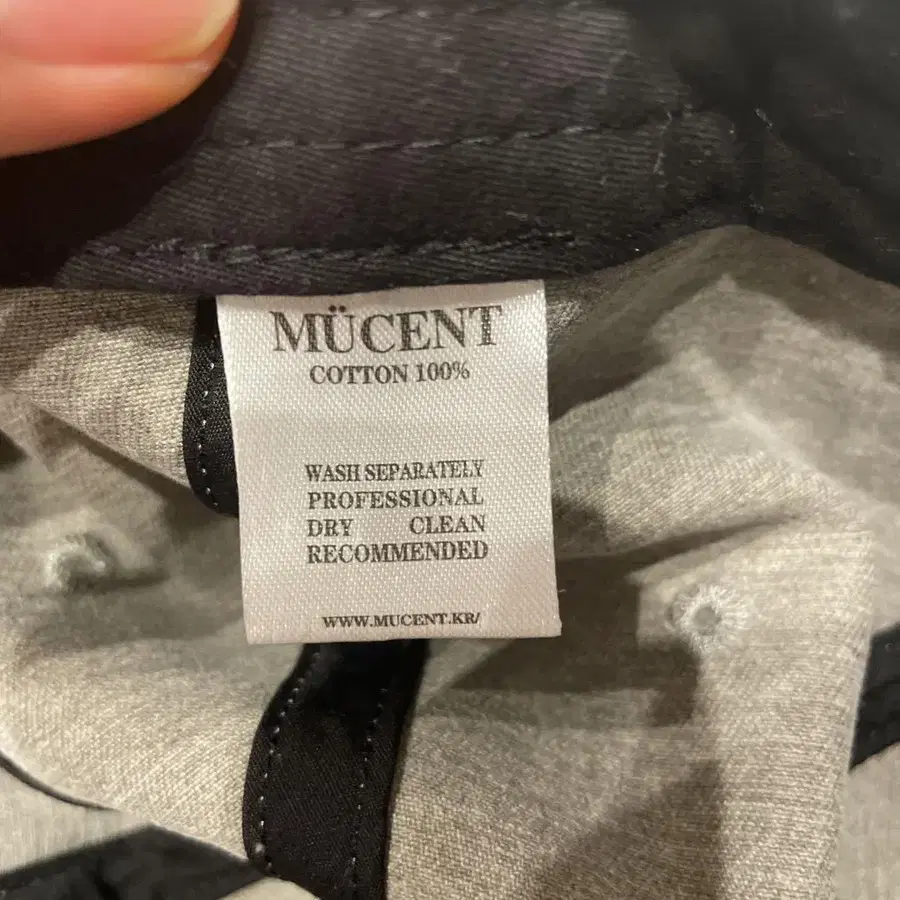 MÜCENT
COTTON 100%
WASH SEPARATELY
PROFESSIONAL
DRY CLEAN
RECOMMENDED
WWW.MUCENT.KR/